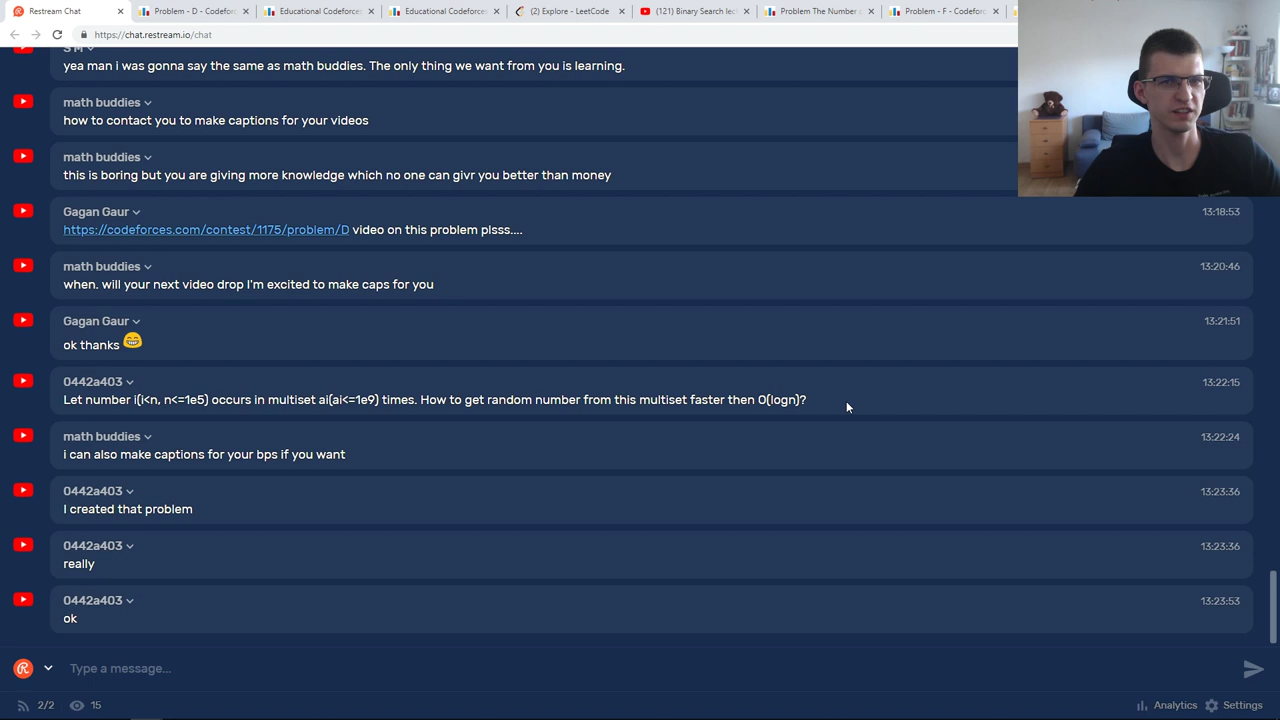 Restream Chat
Problem - D - Codeforc
Educational Codeforce
Educational Codeforc
(2) Explore - LeetCode
(121) Binary Search le
Problem The Number o
Problem - F - Codefor
https://chat.restream.io/chat
S M
yea man i was gonna say the same as math buddies. The only thing we want from you is learning.
math buddies
how to contact you to make captions for your videos
math buddies
this is boring but you are giving more knowledge which no one can givr you better than money
Gagan Gaur 13:18:53
https://codeforces.com/contest/1175/problem/D video on this problem plsss....
math buddies 13:20:46
when. will your next video drop I'm excited to make caps for you
Gagan Gaur 13:21:51
ok thanks 😁
0442a403 13:22:15
Let number i(i<n, n<=1e5) occurs in multiset ai(ai<=1e9) times. How to get random number from this multiset faster then O(logn)?
math buddies 13:22:24
i can also make captions for your bps if you want
0442a403 13:23:36
I created that problem
0442a403 13:23:36
really
0442a403 13:23:53
ok
Type a message...
2/2 15 Analytics Settings